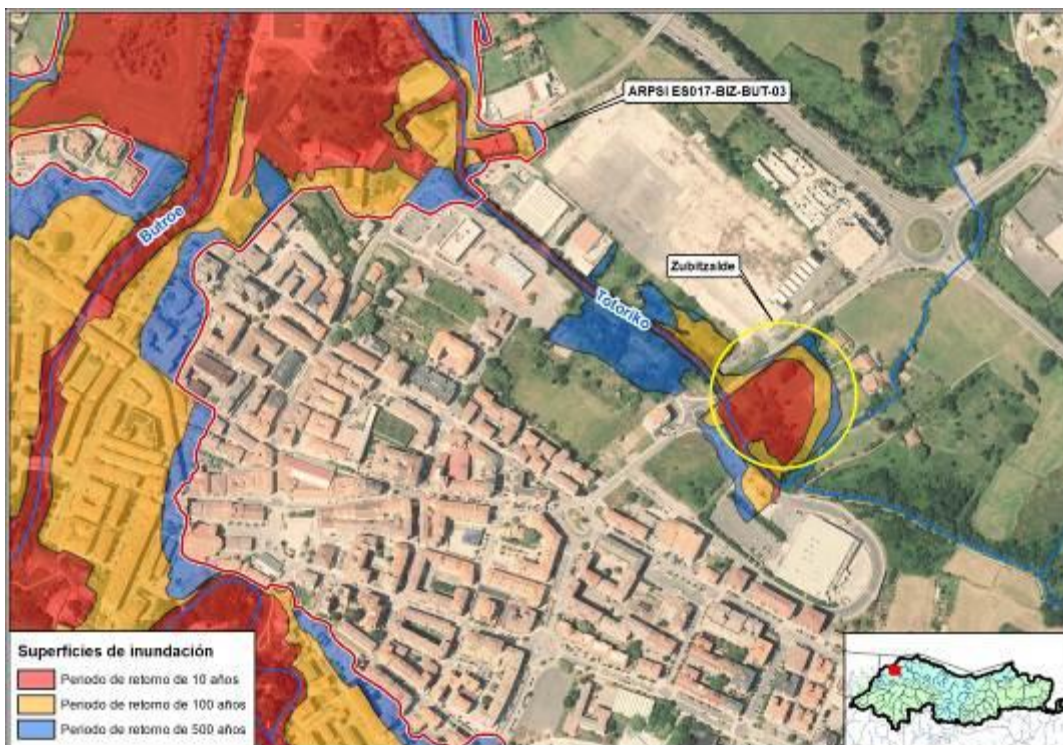 ARPSI ES017-BIZ-BUT-03
Butróe
Zubitzalde
Totoriko
Superficies de inundación
Periodo de retorno de 10 años
Periodo de retorno de 100 años
Periodo de retorno de 500 años